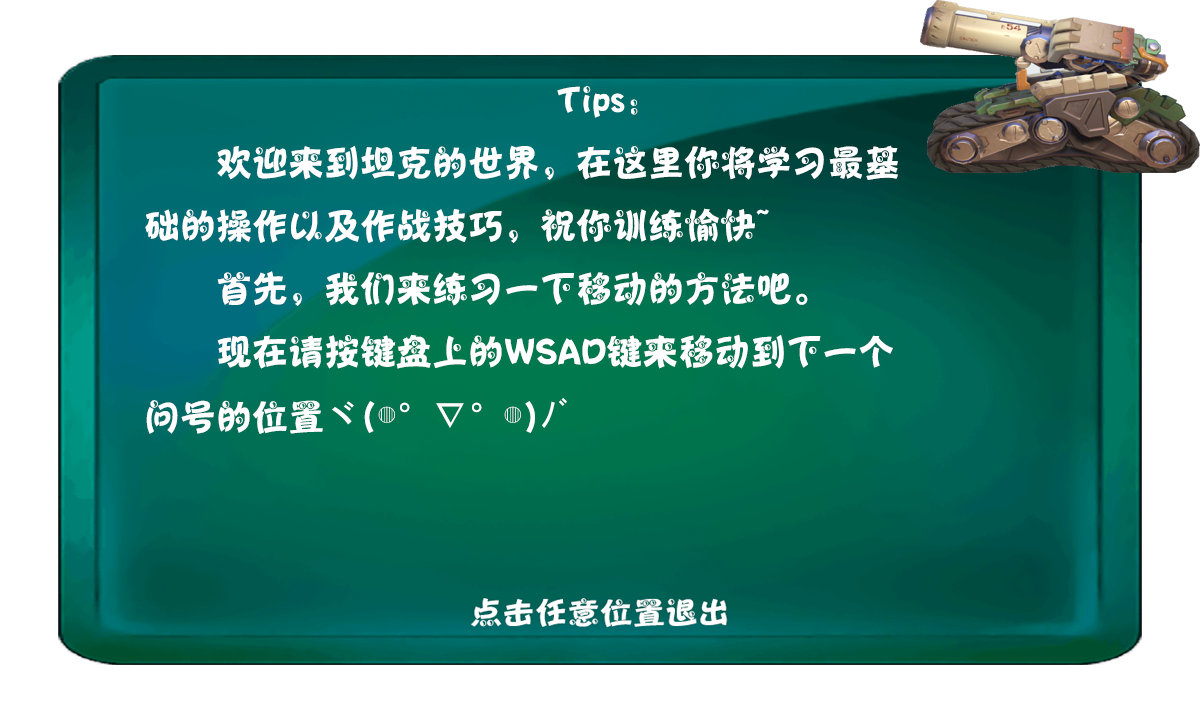 54
Tips:
欢迎来到坦克的世界，在这里你将学习最基
础的操作以及作战技巧，祝你训练愉快~
首先，我们来练习一下移动的方法吧。
现在请按键盘上的WSAD键来移动到下一个
问号的位置ヾ(◍°▽°◍)ﾉﾞ
点击任意位置退出